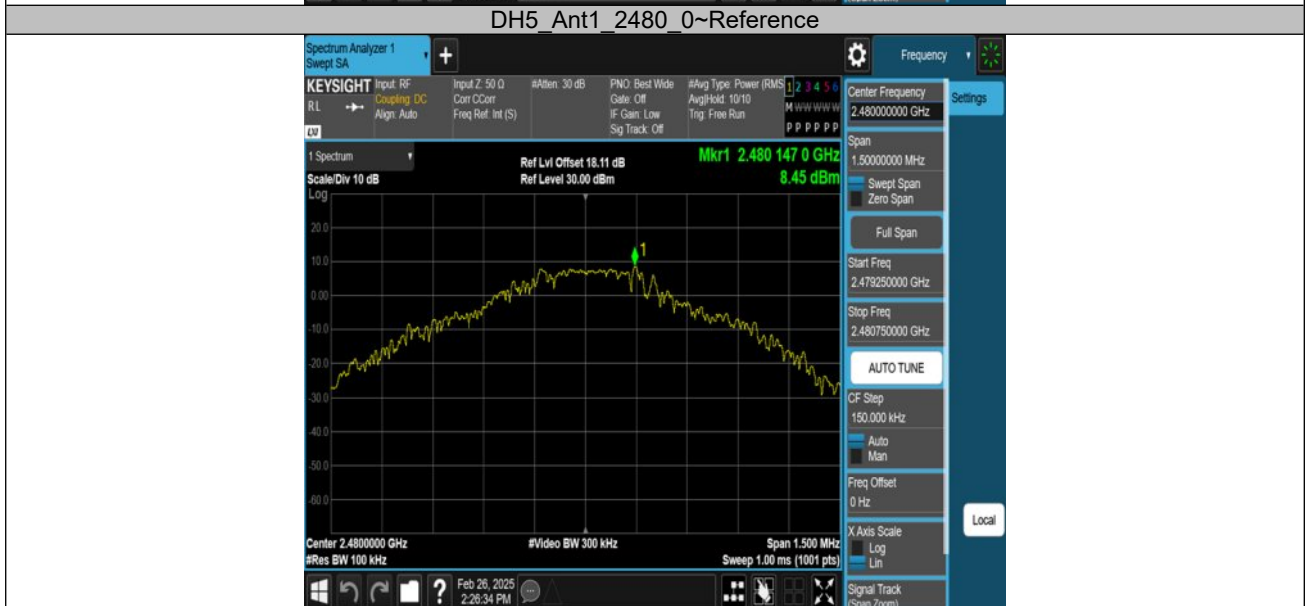 DH5_Ant1_2480_0~Reference
Spectrum Analyzer 1
Swept SA
+
Frequency
KEYSIGHT
RL
LXI
Input: RF
Coupling: DC
Align: Auto
Input Z: 50 Ω
Corr CCorr
Freq Ref: Int (S)
#Atten: 30 dB
PNO: Best Wide
Gate: Off
IF Gain: Low
Sig Track: Off
#Avg Type: Power (RMS
Avg|Hold: 10/10
Trig: Free Run
1 2 3 4 5 6
M W W W W W
P P P P P P
1 Spectrum
Scale/Div 10 dB
Log
Ref Lvl Offset 18.11 dB
Ref Level 30.00 dBm
Mkr1 2.480 147 0 GHz
8.45 dBm
1
20.0
10.0
0.00
-10.0
-20.0
-30.0
-40.0
-50.0
-60.0
Center 2.4800000 GHz
#Res BW 100 kHz
#Video BW 300 kHz
Span 1.500 MHz
Sweep 1.00 ms (1001 pts)
Center Frequency
2.480000000 GHz
Settings
Span
1.50000000 MHz
Swept Span
Zero Span
Full Span
Start Freq
2.479250000 GHz
Stop Freq
2.480750000 GHz
AUTO TUNE
CF Step
150.000 kHz
Auto
Man
Freq Offset
0 Hz
X Axis Scale
Log
Lin
Local
Signal Track
(Span Zoom)
?
Feb 26, 2025
2:26:34 PM